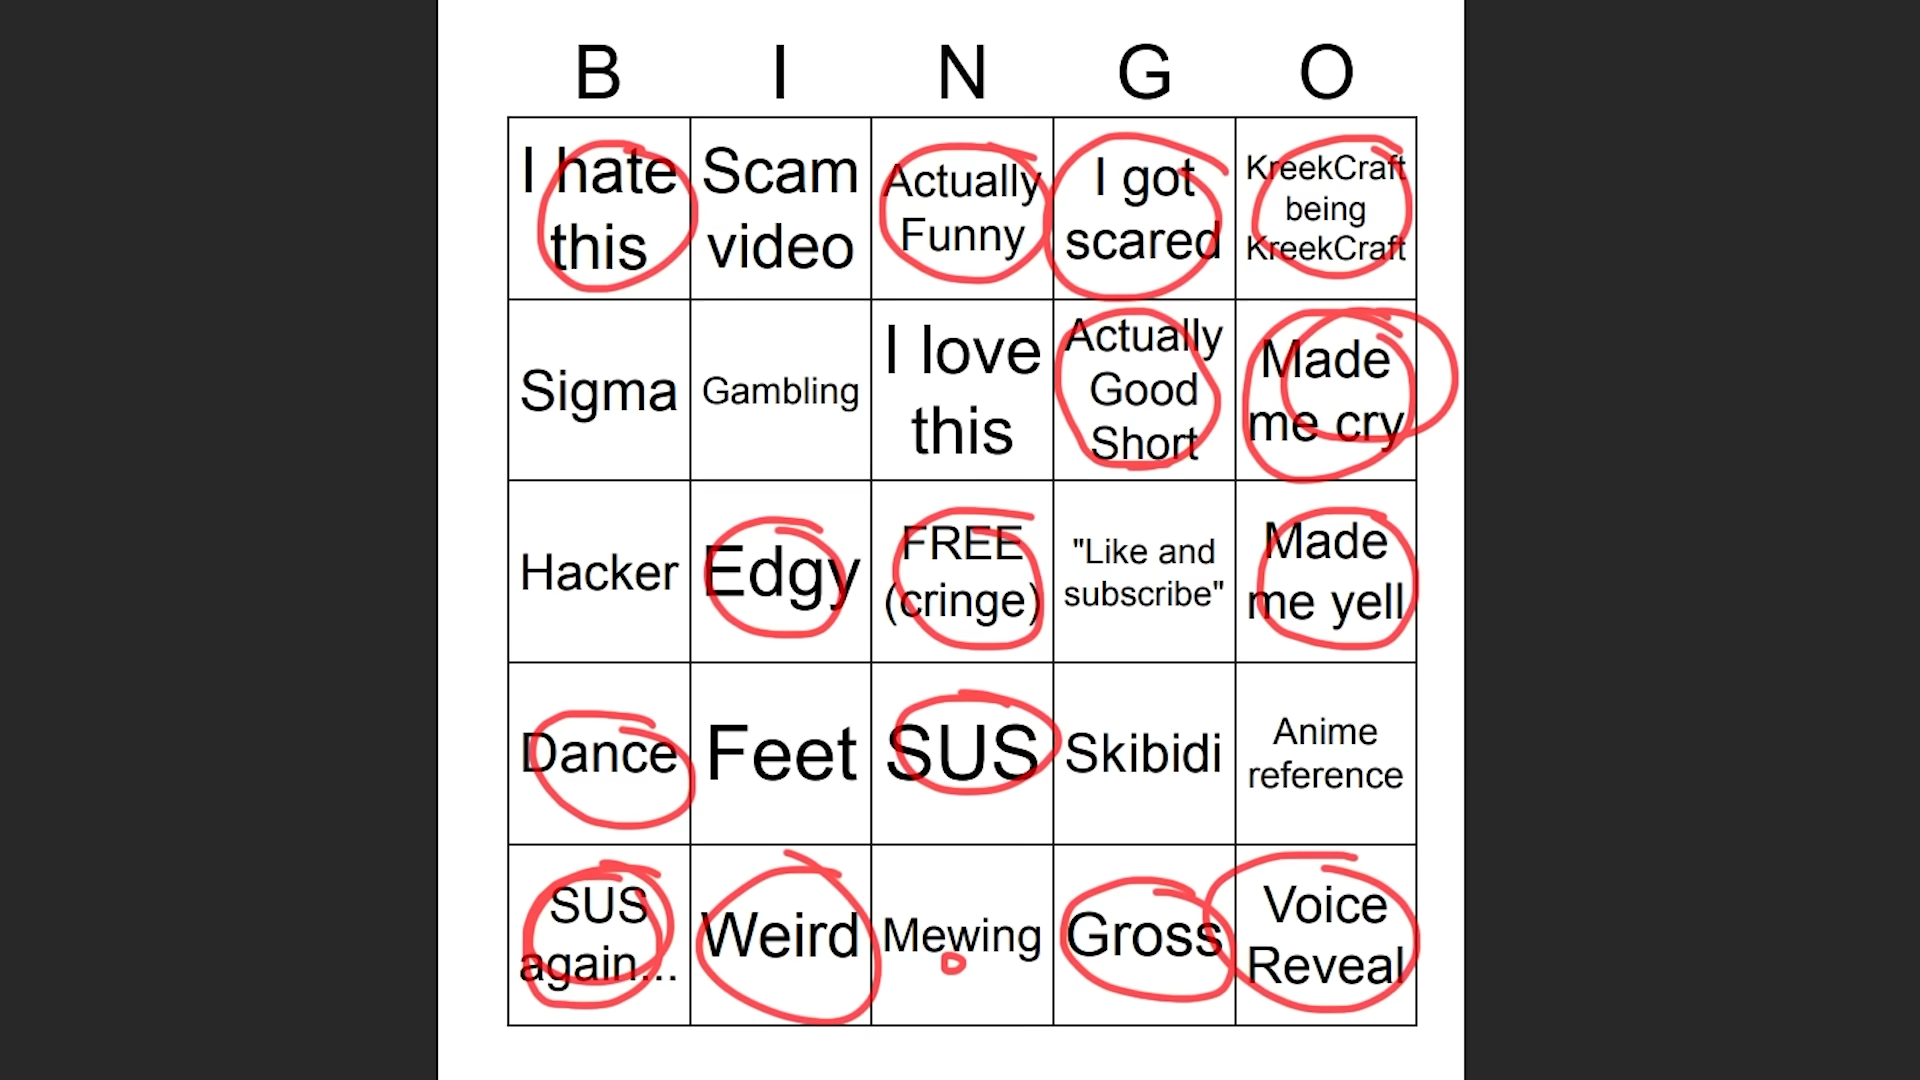 B I N G O
I hate
this
Scam
video
Actually
Funny
I got
scared
KreekCraft
being
KreekCraft
Sigma
Gambling
I love
this
Actually
Good
Short
Made
me cry
Hacker
Edgy
FREE
(cringe)
"Like and
subscribe"
Made
me yell
Dance
Feet
SUS
Skibidi
Anime
reference
SUS
again...
Weird
Mewing
Gross
Voice
Reveal